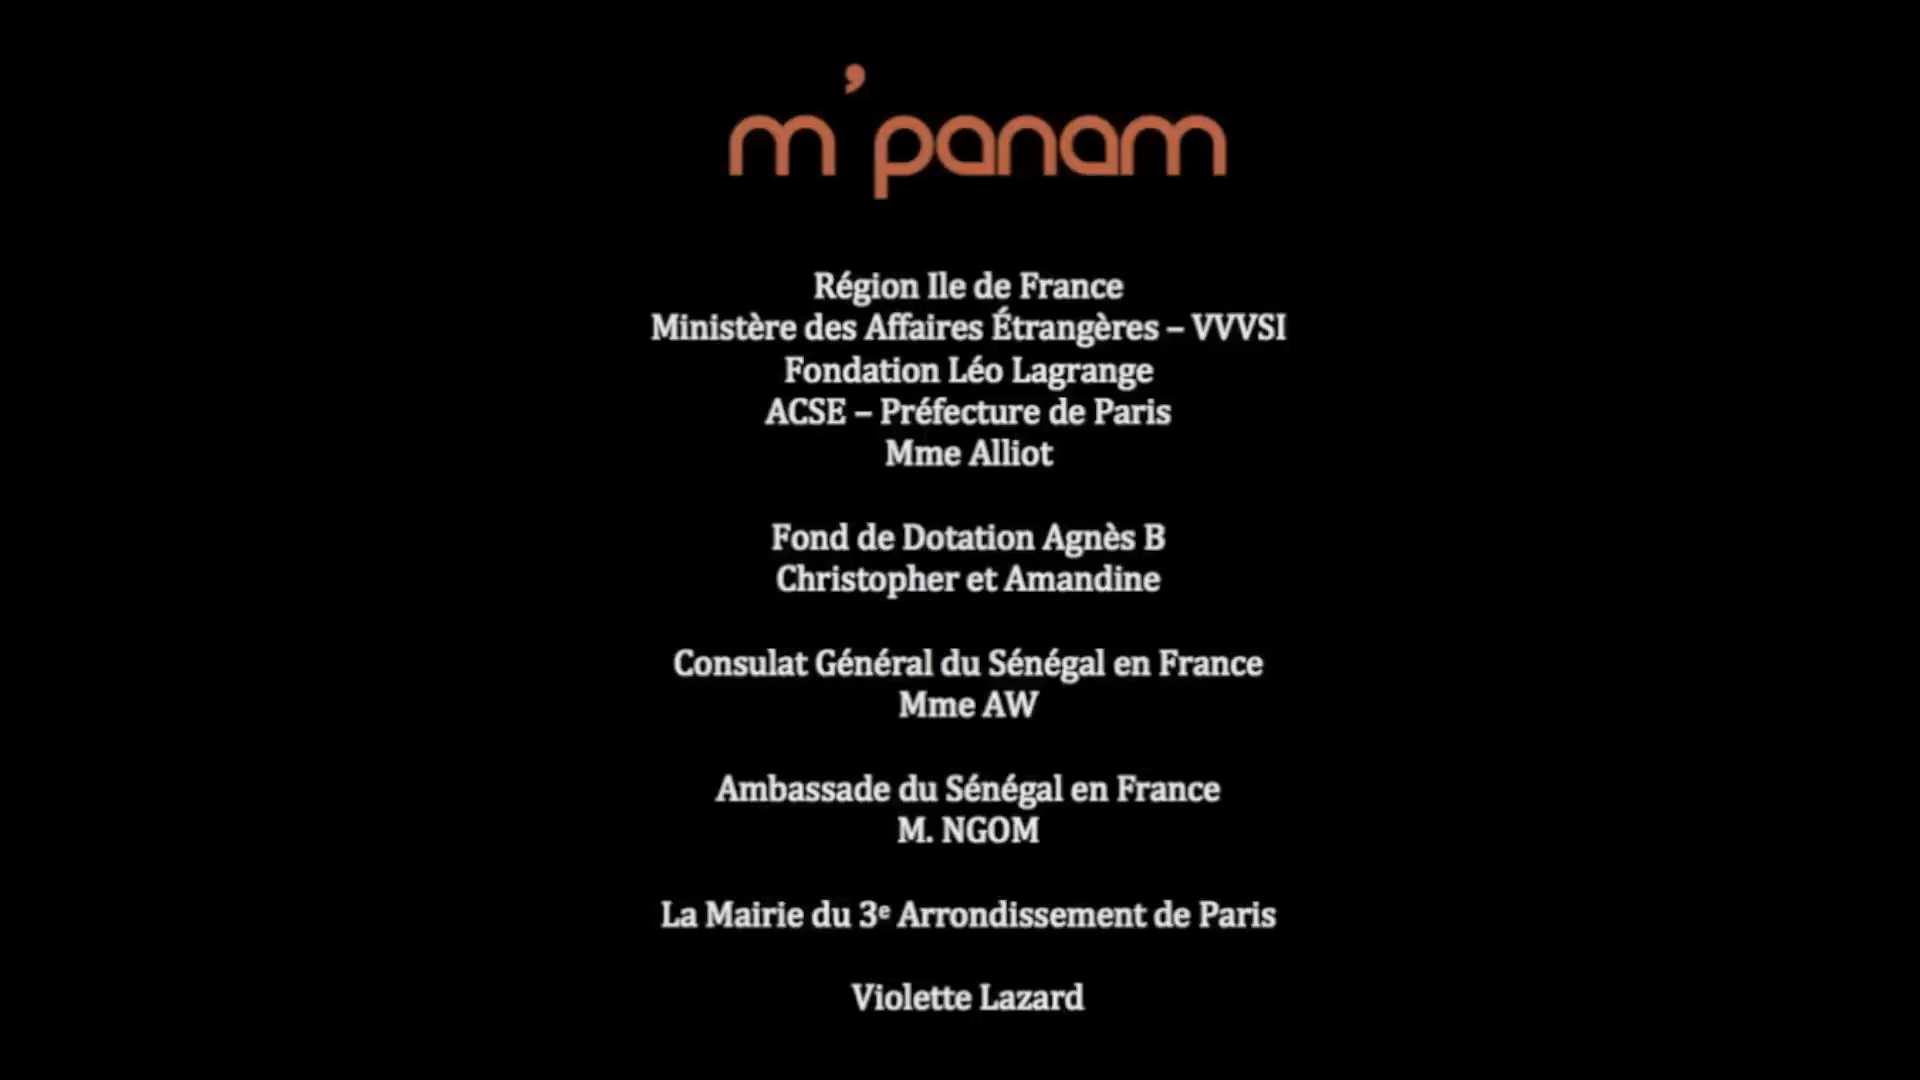 m'panam
Région Ile de France
Ministère des Affaires Étrangères – VVVSI
Fondation Léo Lagrange
ACSE – Préfecture de Paris
Mme Alliot
Fond de Dotation Agnès B
Christopher et Amandine
Consulat Général du Sénégal en France
Mme AW
Ambassade du Sénégal en France
M. NGOM
La Mairie du 3e Arrondissement de Paris
Violette Lazard